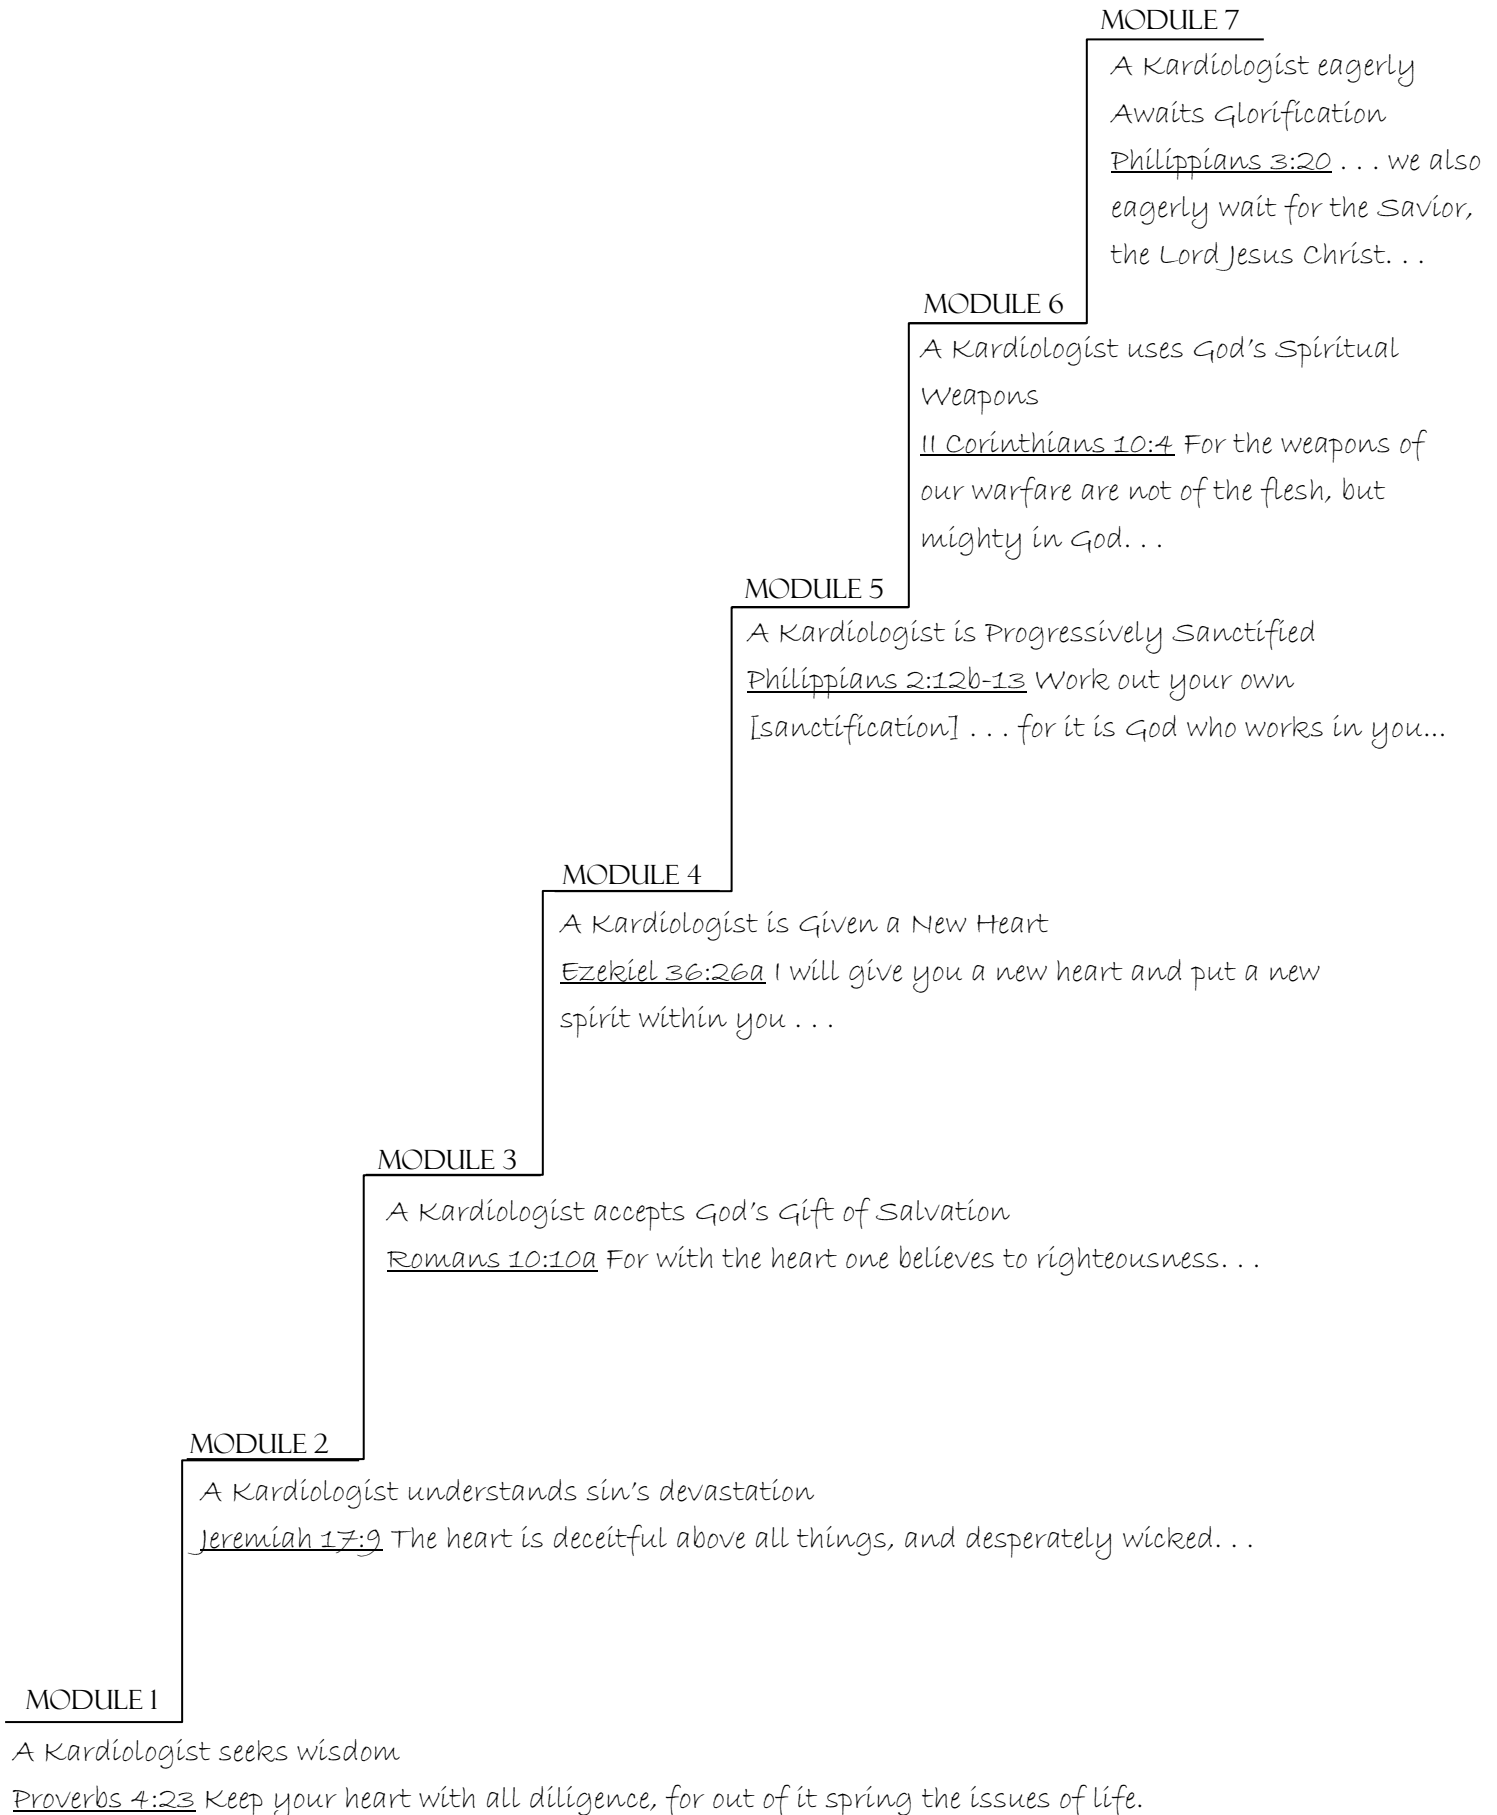 MODULE 7
A Kardiologist eagerly
Awaits Glorification
Philippians 3:20 . . . we also
eagerly wait for the Savior,
the Lord Jesus Christ. . .
MODULE 6
A Kardiologist uses God's Spiritual
Weapons
II Corinthians 10:4 For the weapons of
our warfare are not of the flesh, but
mighty in God. . .
MODULE 5
A Kardiologist is Progressively Sanctified
Philippians 2:12b-13 Work out your own
[sanctification] . . . for it is God who works in you...
MODULE 4
A Kardiologist is Given a New Heart
Ezekiel 36:26a I will give you a new heart and put a new
spirit within you . . .
MODULE 3
A Kardiologist accepts God's Gift of Salvation
Romans 10:10a For with the heart one believes to righteousness. . .
MODULE 2
A Kardiologist understands sin's devastation
Jeremiah 17:9 The heart is deceitful above all things, and desperately wicked. . .
MODULE 1
A Kardiologist seeks wisdom
Proverbs 4:23 Keep your heart with all diligence, for out of it spring the issues of life.